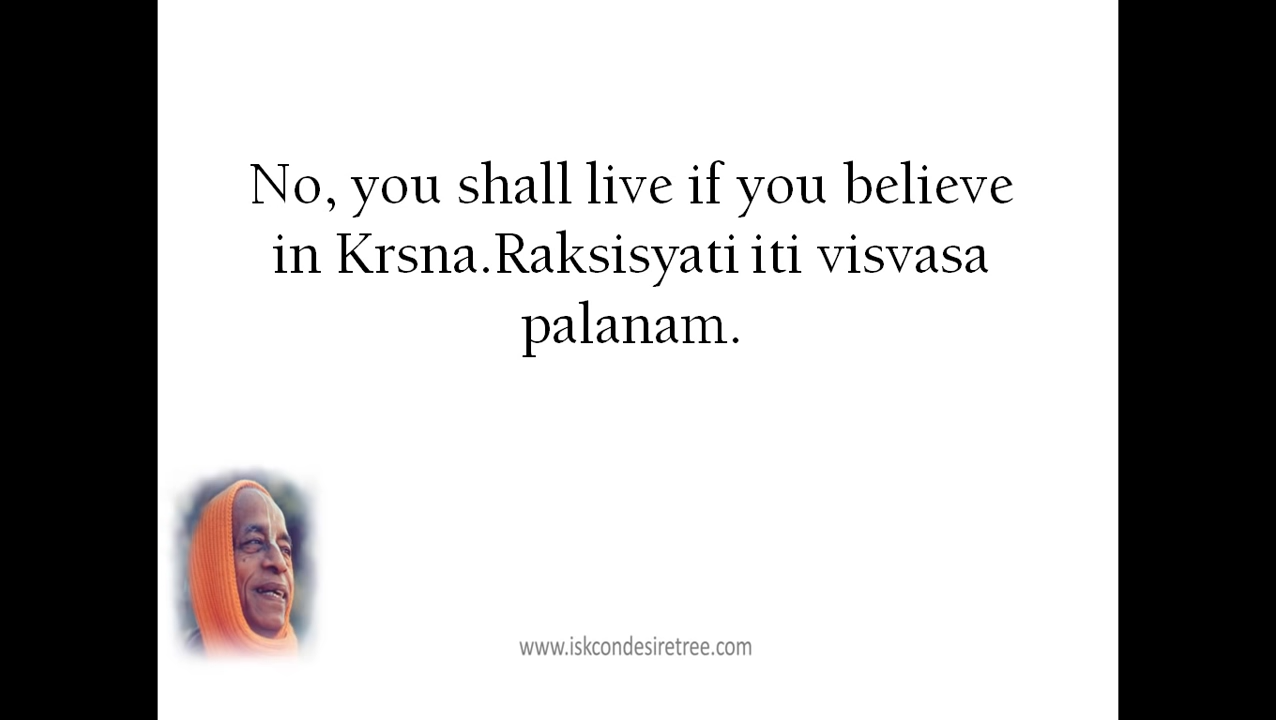 No, you shall live if you believe
in Krsna.Raksisyati iti visvasa
palanam.
www.iskcondesiretree.com